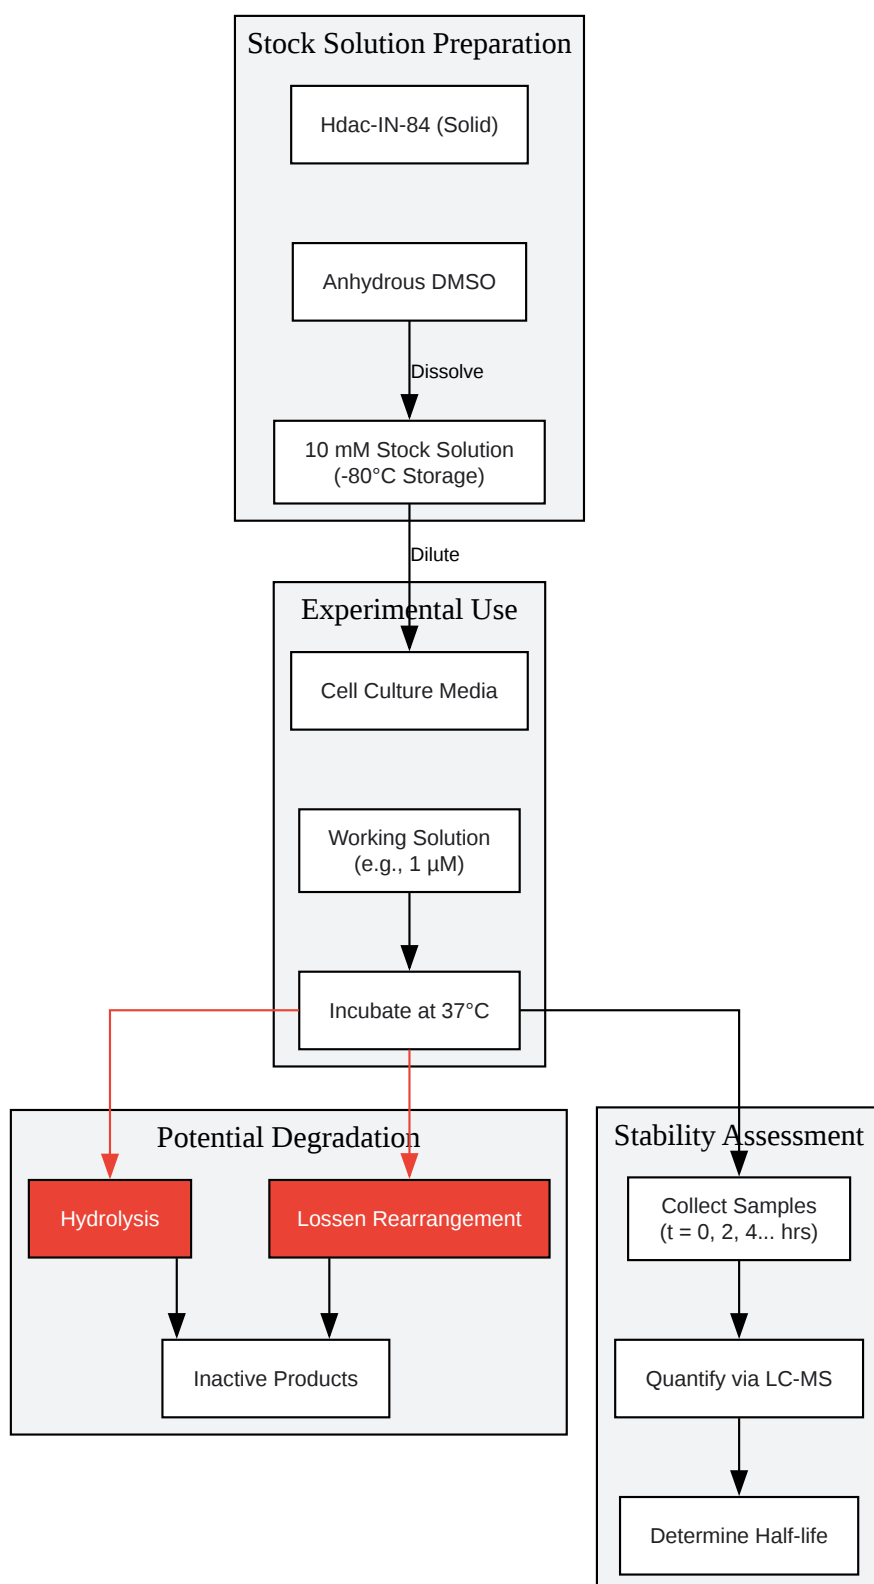 Stock Solution Preparation
Hdac-IN-84 (Solid)
Anhydrous DMSO
Dissolve
10 mM Stock Solution
(-80°C Storage)
Dilute
Experimental Use
Cell Culture Media
Working Solution
(e.g., 1 µM)
Incubate at 37°C
Potential Degradation
Hydrolysis
Lossen Rearrangement
Inactive Products
Stability Assessment
Collect Samples
(t = 0, 2, 4... hrs)
Quantify via LC-MS
Determine Half-life